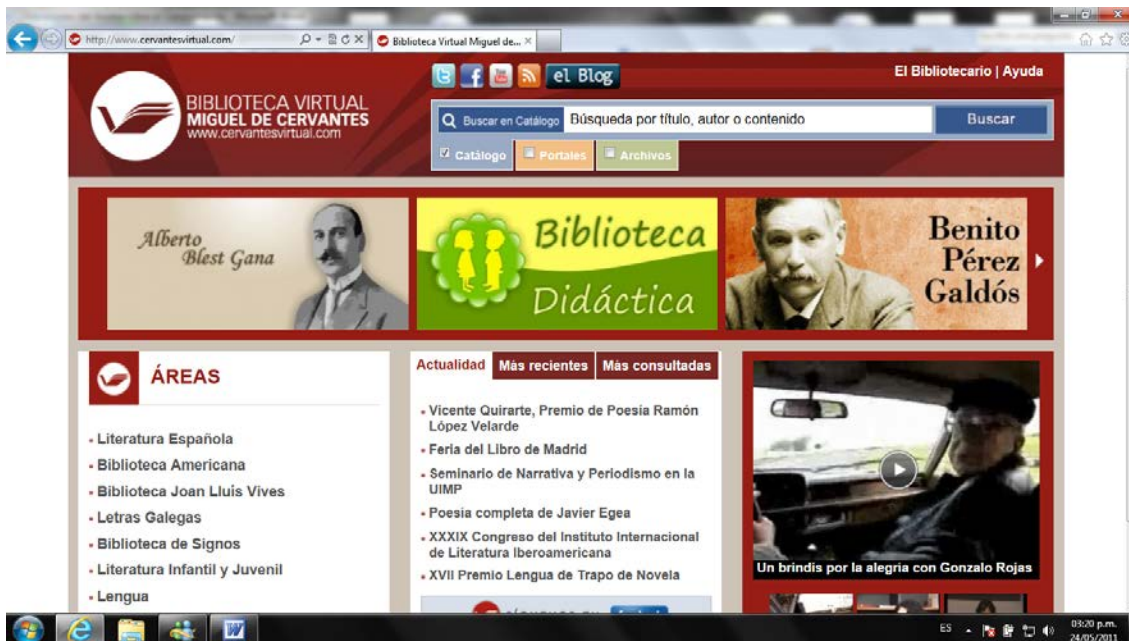 http://www.cervantesvirtual.com/
Biblioteca Virtual Miguel de...
el Blog
El Bibliotecario | Ayuda
BIBLIOTECA VIRTUAL
MIGUEL DE CERVANTES
www.cervantesvirtual.com
Buscar en Catálogo
Búsqueda por título, autor o contenido
Buscar
Catálogo
Portales
Archivos
Alberto
Blest Gana
Biblioteca
Didáctica
Benito
Pérez
Galdós
ÁREAS
Literatura Española
Biblioteca Americana
Biblioteca Joan Lluis Vives
Letras Galegas
Biblioteca de Signos
Literatura Infantil y Juvenil
Lengua
Actualidad
Más recientes
Más consultadas
Vicente Quirarte, Premio de Poesía Ramón
López Velarde
Feria del Libro de Madrid
Seminario de Narrativa y Periodismo en la
UIMP
Poesía completa de Javier Egea
XXXIX Congreso del Instituto Internacional
de Literatura Iberoamericana
XVII Premio Lengua de Trapo de Novela
Un brindis por la alegría con Gonzalo Rojas
ES
03:20 p.m.
24/05/2011